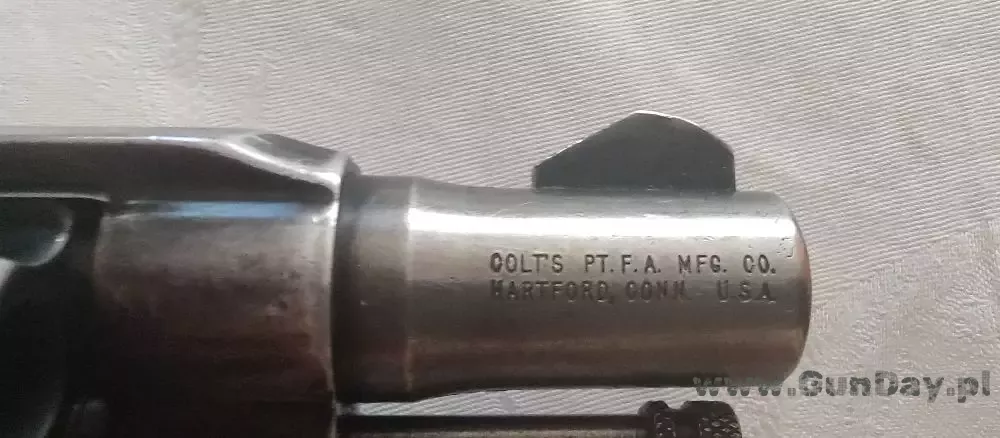 COLT'S PT. F. A. MFG. CO.
HARTFORD, CONN. U.S.A.
www.GunDay.pl